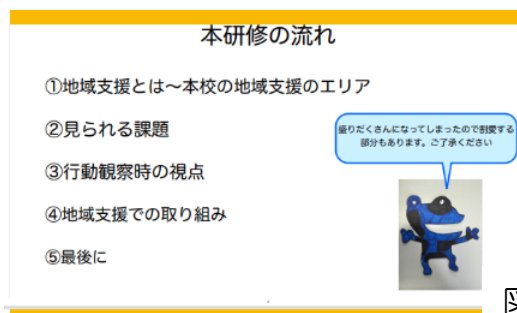 本研修の流れ
①地域支援とは～本校の地域支援のエリア
盛りだくさんになってしまったので割愛する
部分もあります。ご了承ください
②見られる課題
③行動観察時の視点
④地域支援での取り組み
⑤最後に